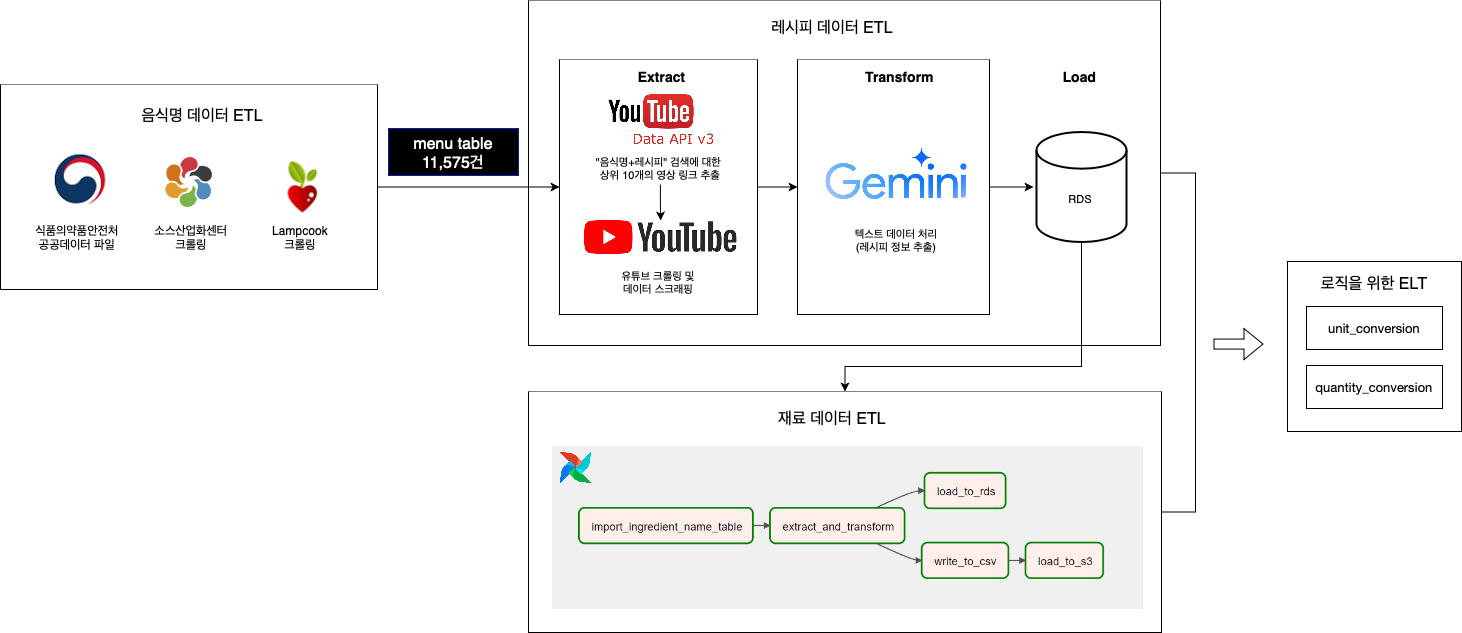 음식명 데이터 ETL
식품의약품안전처
공공데이터 파일
소스산업화센터
크롤링
Lampcook
크롤링
menu table
11,575건
레시피 데이터 ETL
Extract
YouTube
Data API v3
"음식명+레시피" 검색에 대한
상위 10개의 영상 링크 추출
YouTube
유튜브 크롤링 및
데이터 스크래핑
Transform
Gemini
텍스트 데이터 처리
(레시피 정보 추출)
Load
RDS
재료 데이터 ETL
import_ingredient_name_table
extract_and_transform
load_to_rds
write_to_csv
load_to_s3
로직을 위한 ELT
unit_conversion
quantity_conversion